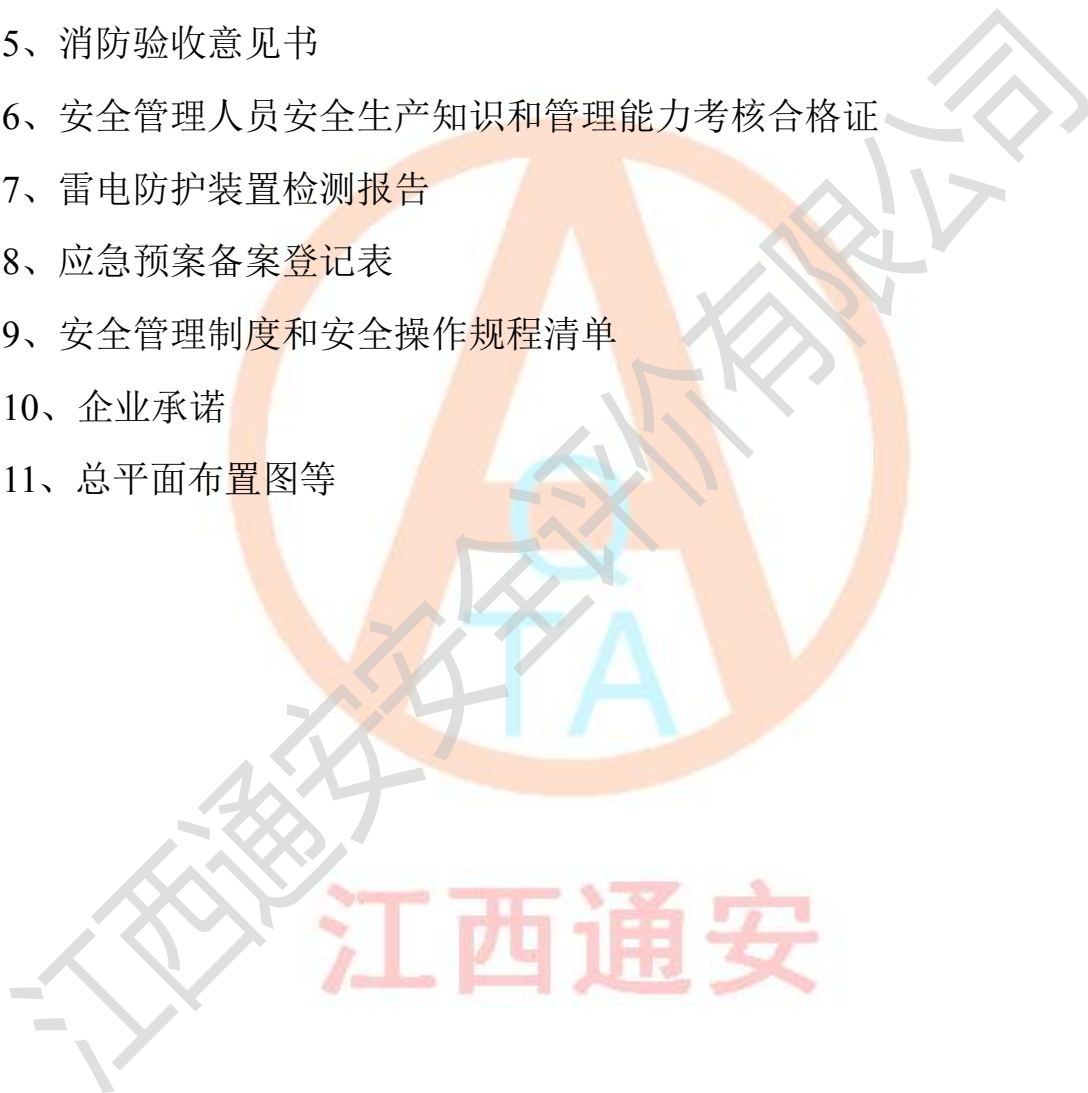 5、消防验收意见书
6、安全管理人员安全生产知识和管理能力考核合格证
7、雷电防护装置检测报告
8、应急预案备案登记表
9、安全管理制度和安全操作规程清单
10、企业承诺
11、总平面布置图等
Q
TA
江西通安
江西通安安全评价有限公司